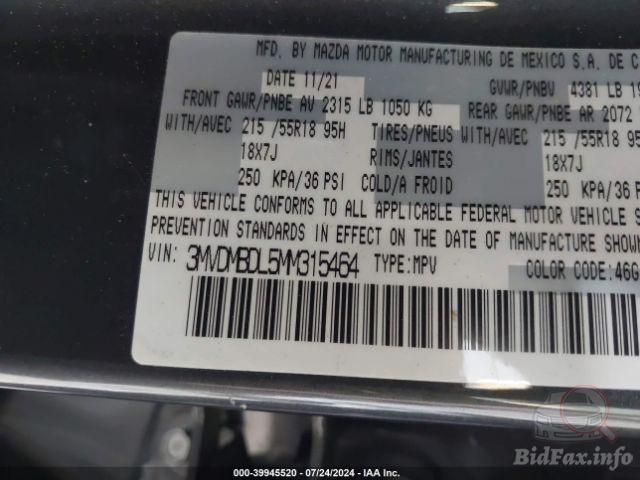 MFD. BY MAZDA MOTOR MANUFACTURING DE MEXICO S.A. DE C
DATE 11/21 GVWR/PNBV 4381 LB 19
FRONT GAWR/PNBE AV 2315 LB 1050 KG REAR GAWR/PNBE AR 2072
WITH/AVEC 215 /55R18 95H TIRES/PNEUS WITH/AVEC 215 /55R18 95
18X7J RIMS/JANTES 18X7J
250 KPA/36 PSI COLD/A FROID 250 KPA/36 P
THIS VEHICLE CONFORMS TO ALL APPLICABLE FEDERAL MOTOR VEHICLE S
PREVENTION STANDARDS IN EFFECT ON THE DATE OF MANUFACTURE SHOWN
VIN: 3MVDMBDL5MM315464 TYPE:MPV COLOR CODE:46G
000-39945520 - 07/24/2024 - IAA Inc.
BidFax.info